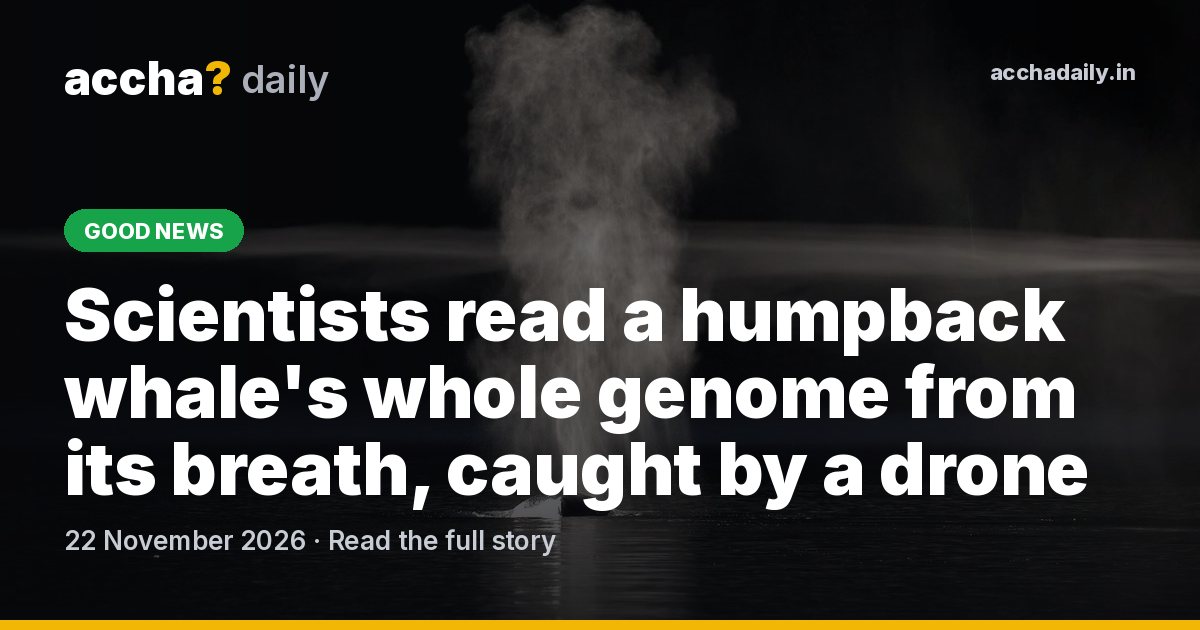 accha? daily
acchadaily.in
GOOD NEWS
Scientists read a humpback
whale's whole genome from
its breath, caught by a drone
22 November 2026 · Read the full story